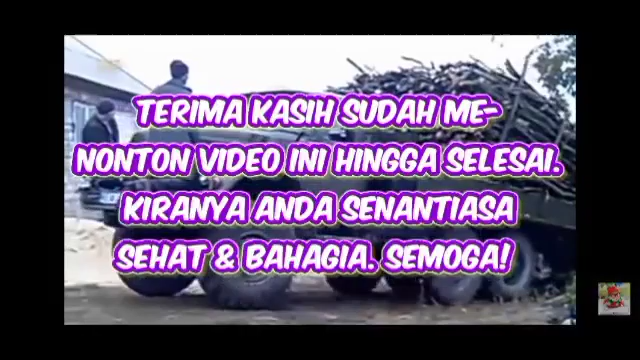 TERIMA KASIH SUDAH ME-
NONTON VIDEO INI HINGGA SELESAI.
KIRANYA ANDA SENANTIASA
SEHAT & BAHAGIA. SEMOGA!